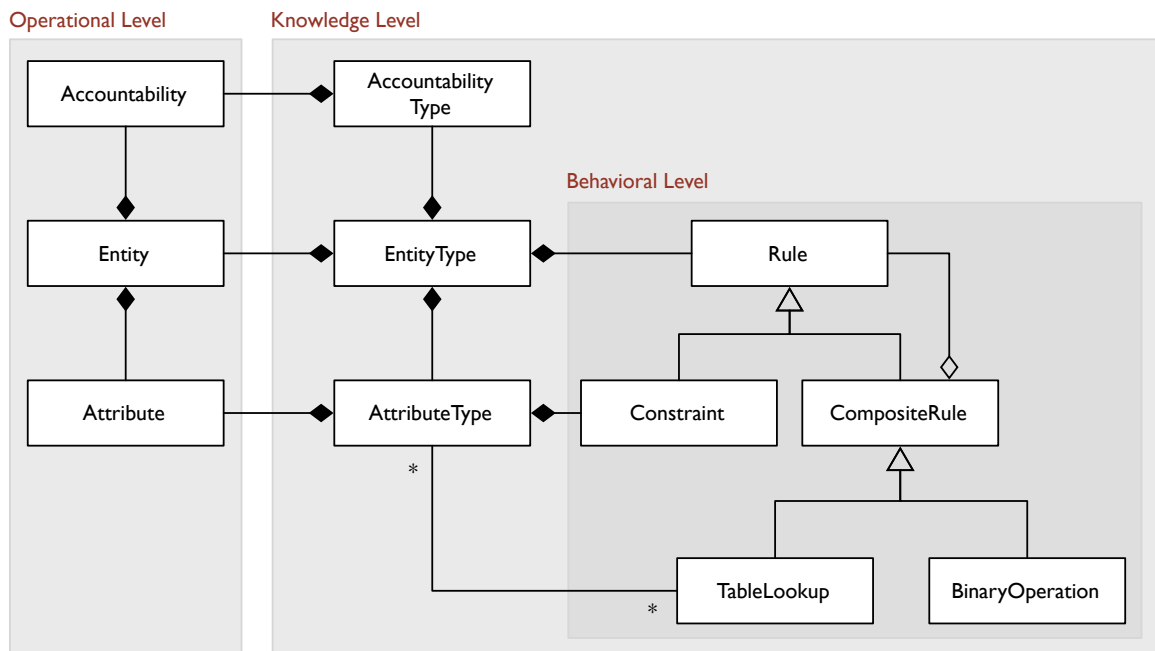 Operational Level
Knowledge Level
Accountability
Accountability
Type
Behavioral Level
Entity
EntityType
Rule
Attribute
AttributeType
Constraint
CompositeRule
*
*
TableLookup
BinaryOperation